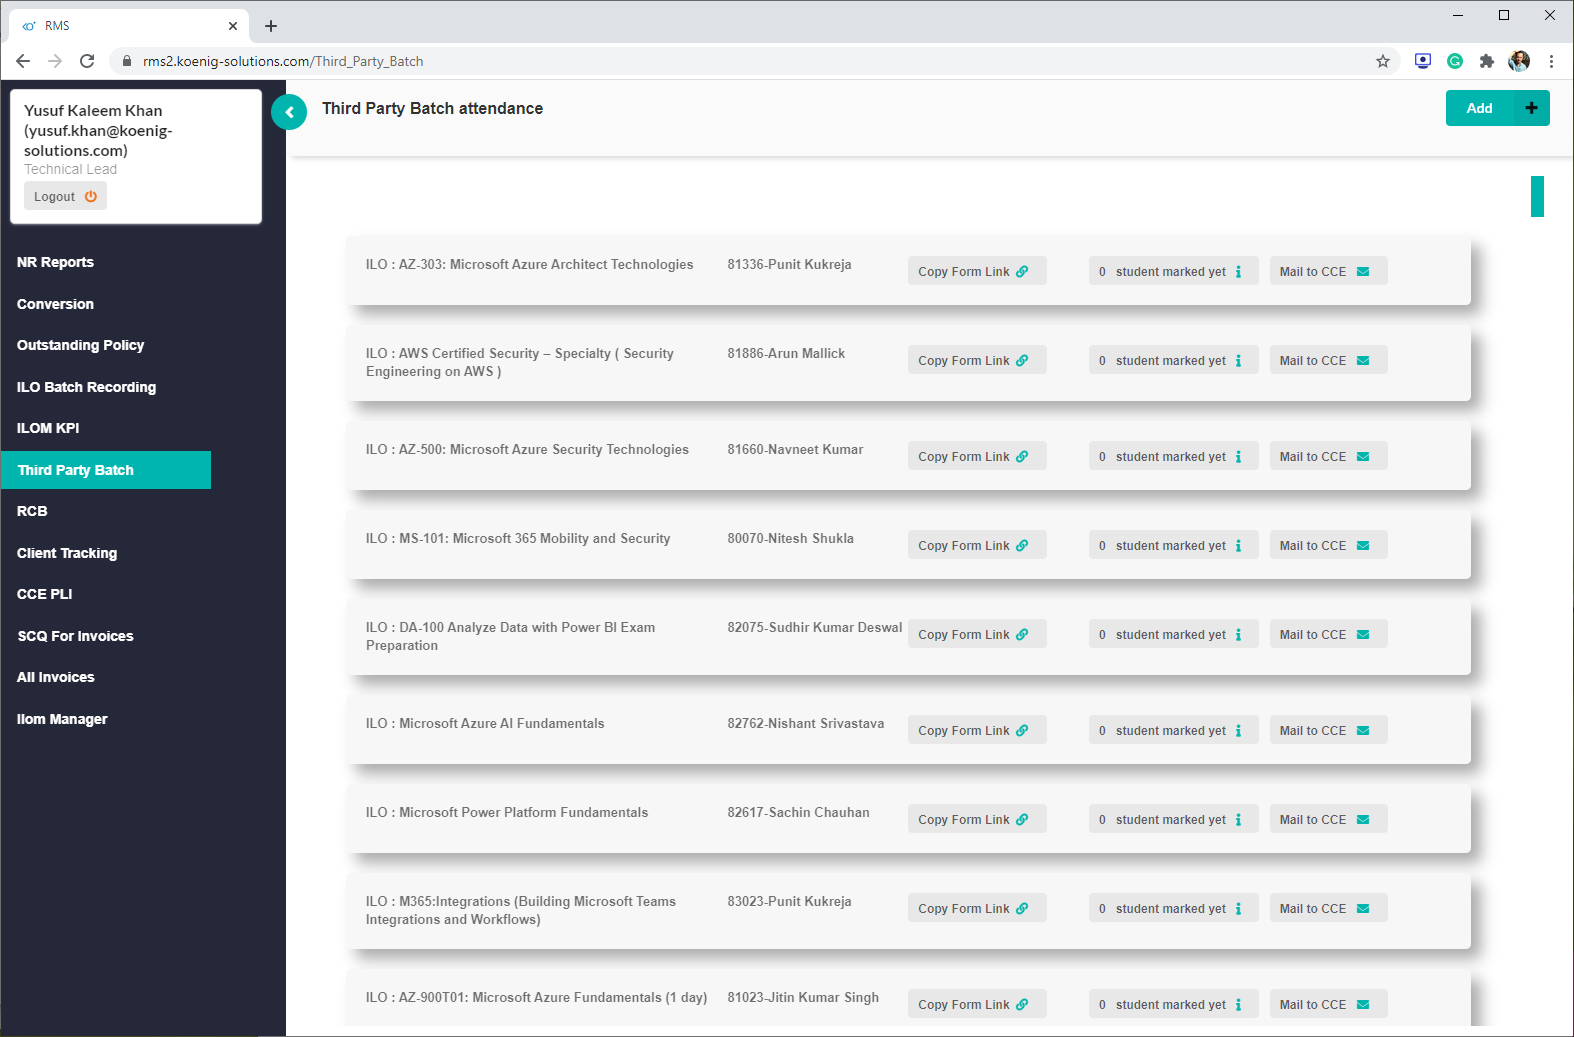 RMS
rms2.koenig-solutions.com/Third_Party_Batch
Yusuf Kaleem Khan
(yusuf.khan@koenig-
solutions.com)
Technical Lead
Logout
Third Party Batch attendance
Add
NR Reports
Conversion
Outstanding Policy
ILO Batch Recording
ILOM KPI
Third Party Batch
RCB
Client Tracking
CCE PLI
SCQ For Invoices
All Invoices
Ilom Manager
ILO : AZ-303: Microsoft Azure Architect Technologies 81336-Punit Kukreja Copy Form Link 0 student marked yet Mail to CCE
ILO : AWS Certified Security – Specialty ( Security 81886-Arun Mallick Copy Form Link 0 student marked yet Mail to CCE
Engineering on AWS )
ILO : AZ-500: Microsoft Azure Security Technologies 81660-Navneet Kumar Copy Form Link 0 student marked yet Mail to CCE
ILO : MS-101: Microsoft 365 Mobility and Security 80070-Nitesh Shukla Copy Form Link 0 student marked yet Mail to CCE
ILO : DA-100 Analyze Data with Power BI Exam 82075-Sudhir Kumar Deswal Copy Form Link 0 student marked yet Mail to CCE
Preparation
ILO : Microsoft Azure AI Fundamentals 82762-Nishant Srivastava Copy Form Link 0 student marked yet Mail to CCE
ILO : Microsoft Power Platform Fundamentals 82617-Sachin Chauhan Copy Form Link 0 student marked yet Mail to CCE
ILO : M365:Integrations (Building Microsoft Teams 83023-Punit Kukreja Copy Form Link 0 student marked yet Mail to CCE
Integrations and Workflows)
ILO : AZ-900T01: Microsoft Azure Fundamentals (1 day) 81023-Jitin Kumar Singh Copy Form Link 0 student marked yet Mail to CCE